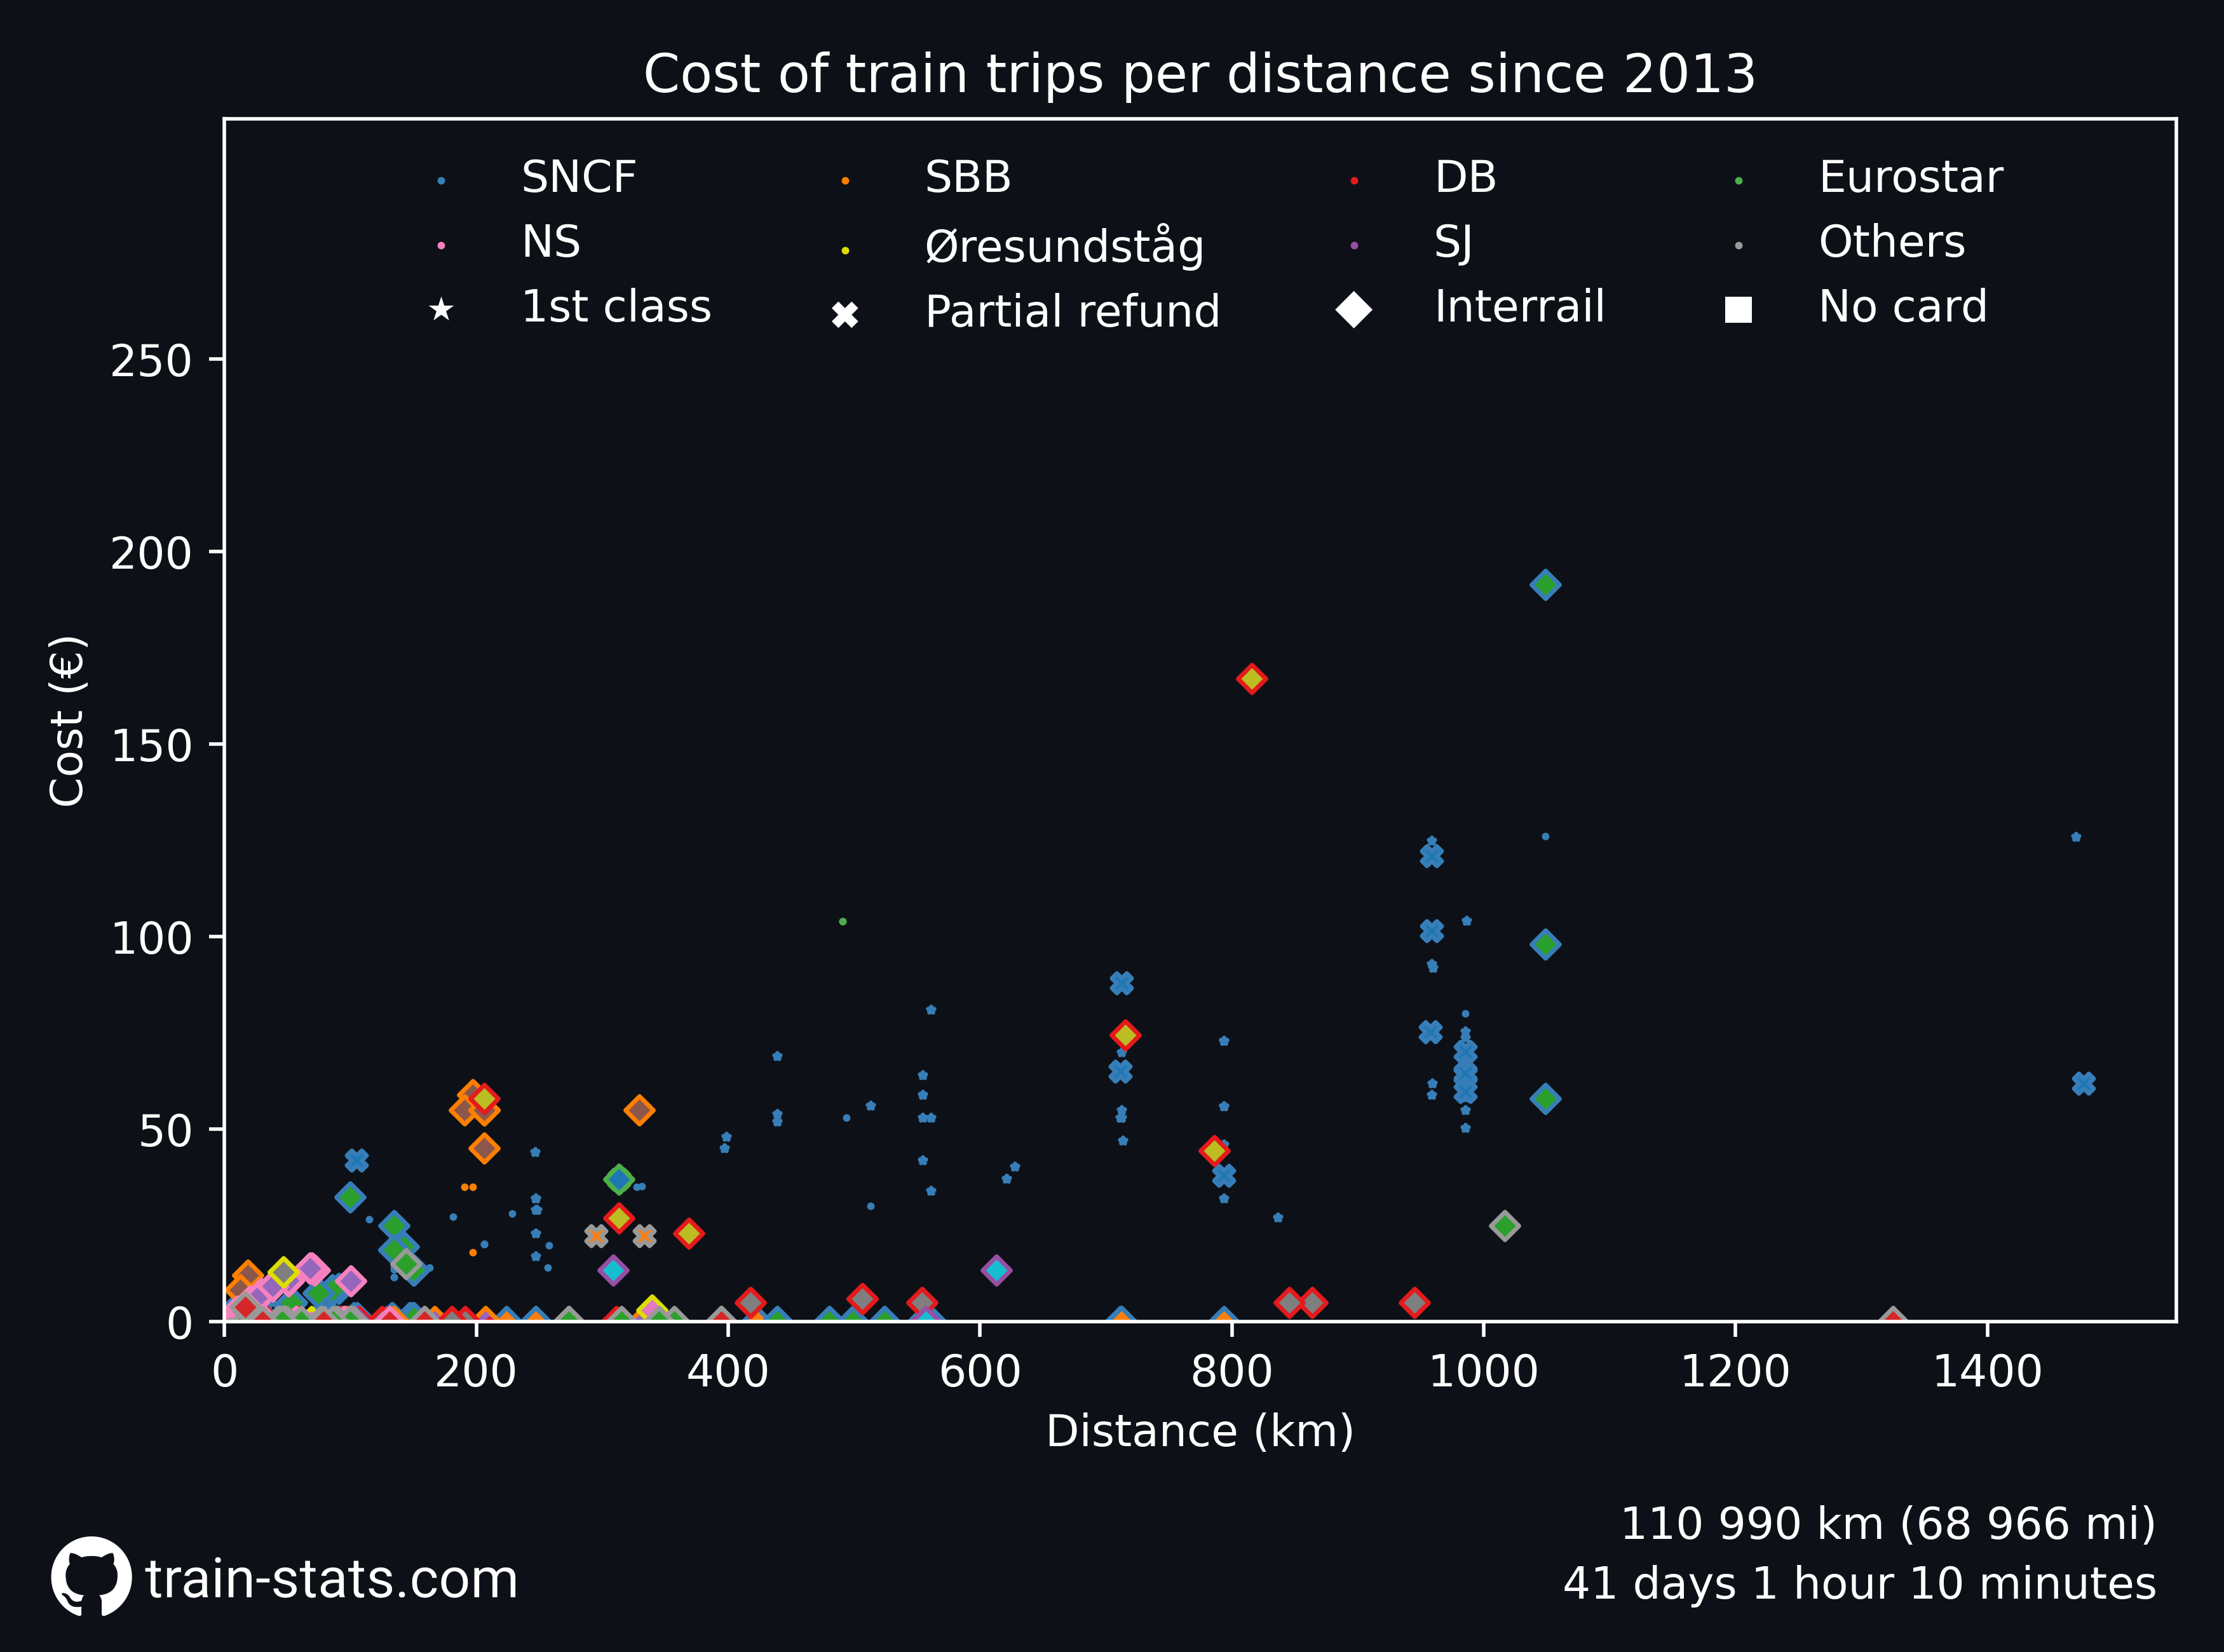 Cost of train trips per distance since 2013
SNCF SBB DB Eurostar
NS Øresundståg SJ Others
1st class Partial refund Interrail No card
250
200
150
100
50
0
Cost (€)
0 200 400 600 800 1000 1200 1400
Distance (km)
110 990 km (68 966 mi)
train-stats.com
41 days 1 hour 10 minutes